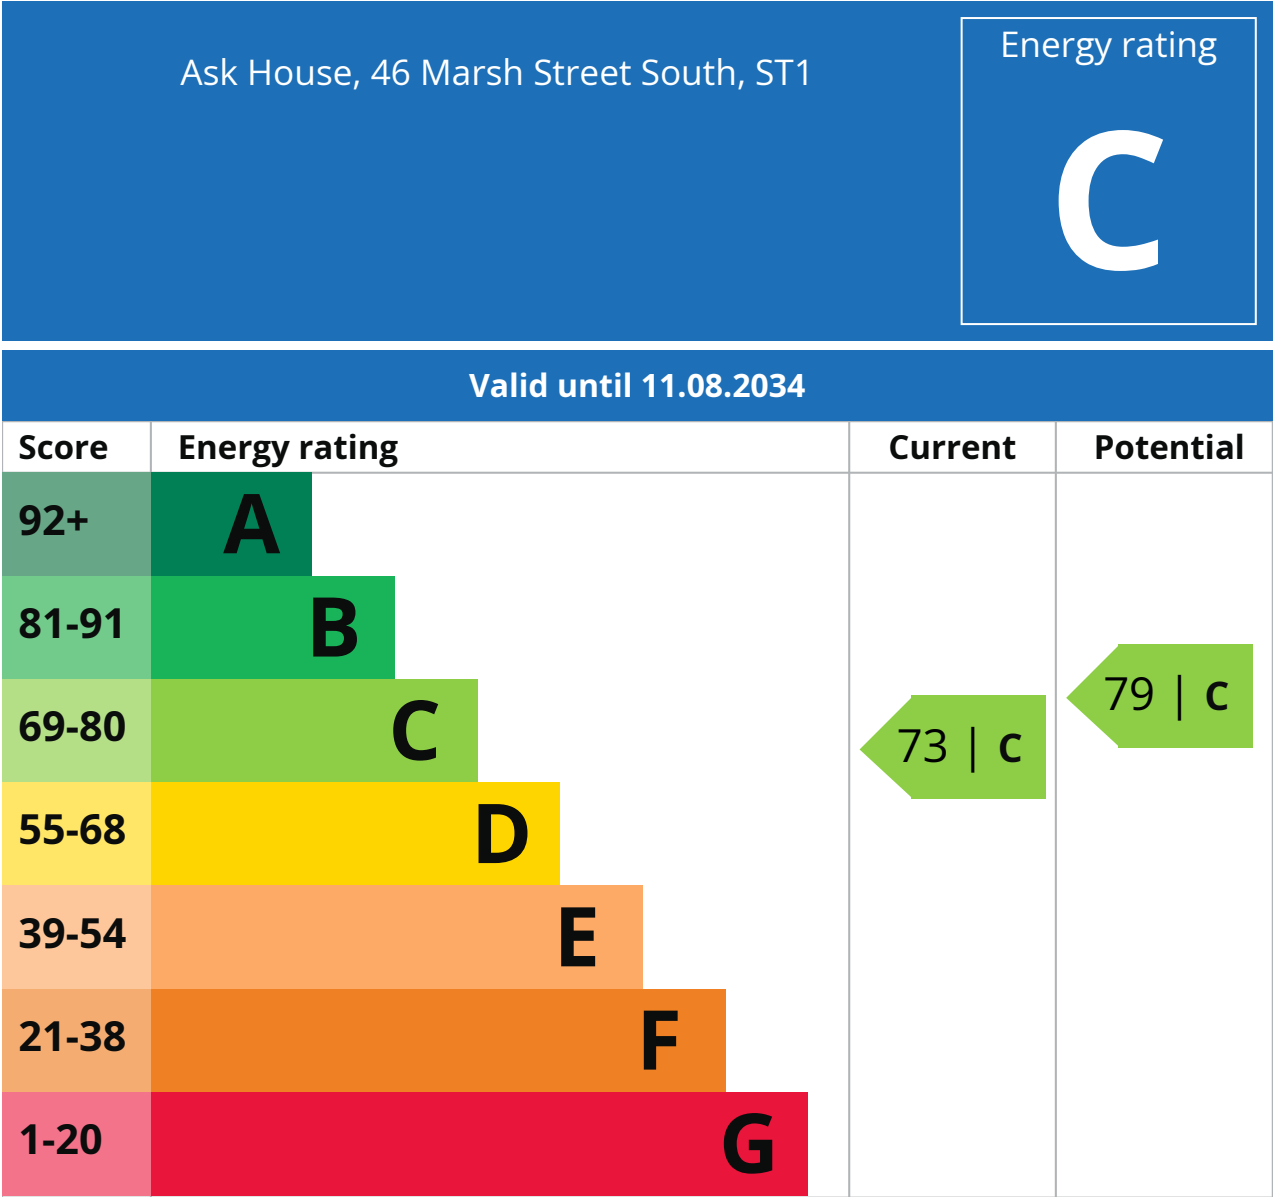 Ask House, 46 Marsh Street South, ST1
Energy rating
C
Valid until 11.08.2034
Score Energy rating Current Potential
92+ A
81-91 B
69-80 C
73 | C
79 | C
55-68 D
39-54 E
21-38 F
1-20 G